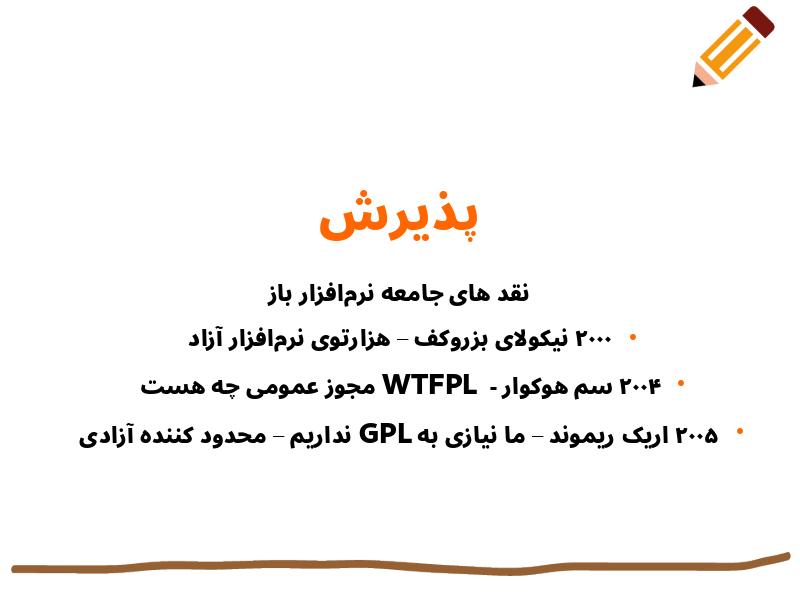 پذیرش
نقد های جامعه نرم‌افزار باز
• ۲۰۰۰ نیکولای بزروکف – هزارتوی نرم‌افزار آزاد
• ۲۰۰۴ سم هوکوار - WTFPL مجوز عمومی چه هست
• ۲۰۰۵ اریک ریموند – ما نیازی به GPL نداریم – محدود کننده آزادی